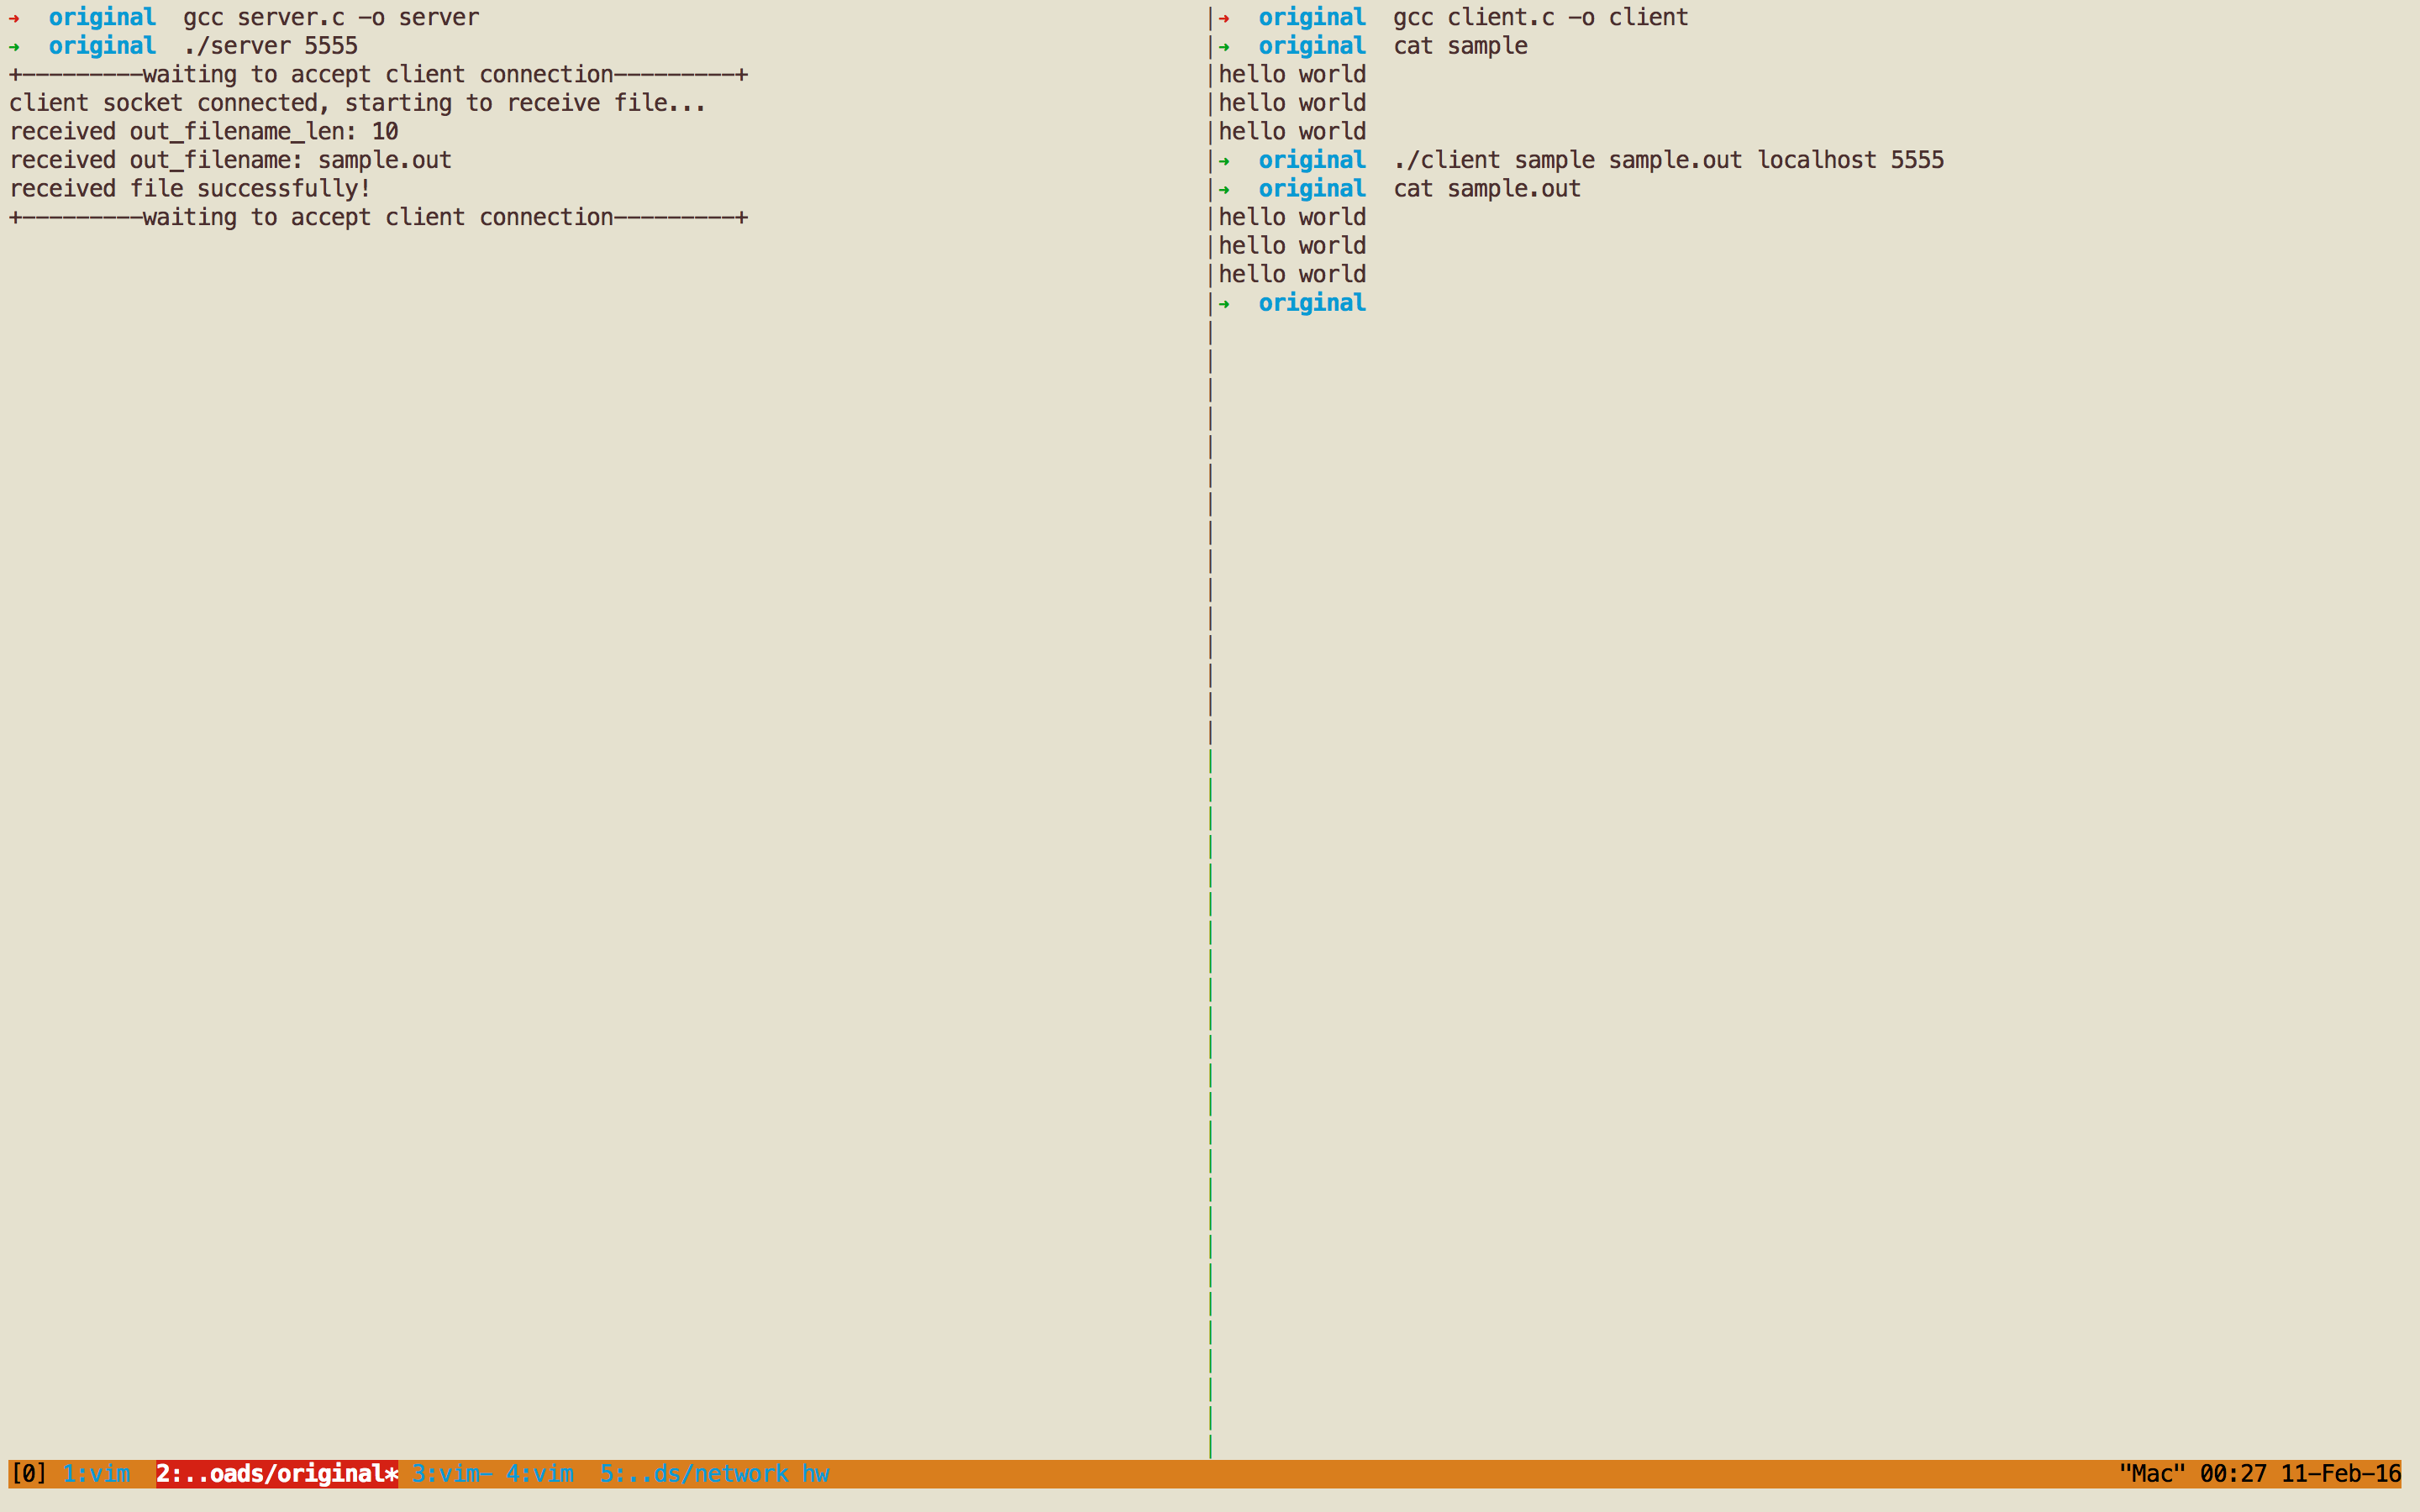 ➜  original  gcc server.c -o server
➜  original  ./server 5555
+---------waiting to accept client connection---------+
client socket connected, starting to receive file...
received out_filename_len: 10
received out_filename: sample.out
received file successfully!
+---------waiting to accept client connection---------+
➜  original  gcc client.c -o client
➜  original  cat sample
hello world
hello world
hello world
➜  original  ./client sample sample.out localhost 5555
➜  original  cat sample.out
hello world
hello world
hello world
➜  original
[0] 1:vim  2:..oads/original* 3:vim- 4:vim  5:..ds/network hw "Mac" 00:27 11-Feb-16